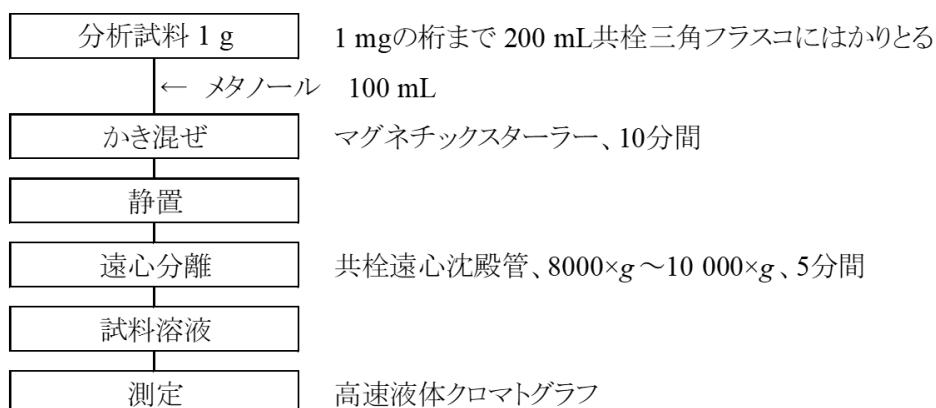 分析試料 1 g 1 mgの桁まで 200 mL共栓三角フラスコにはかりとる
← メタノール 100 mL
かき混ぜ マグネチックスターラー、10分間
静置
遠心分離 共栓遠心沈殿管、8000×g～10 000×g、5分間
試料溶液
測定 高速液体クロマトグラフ